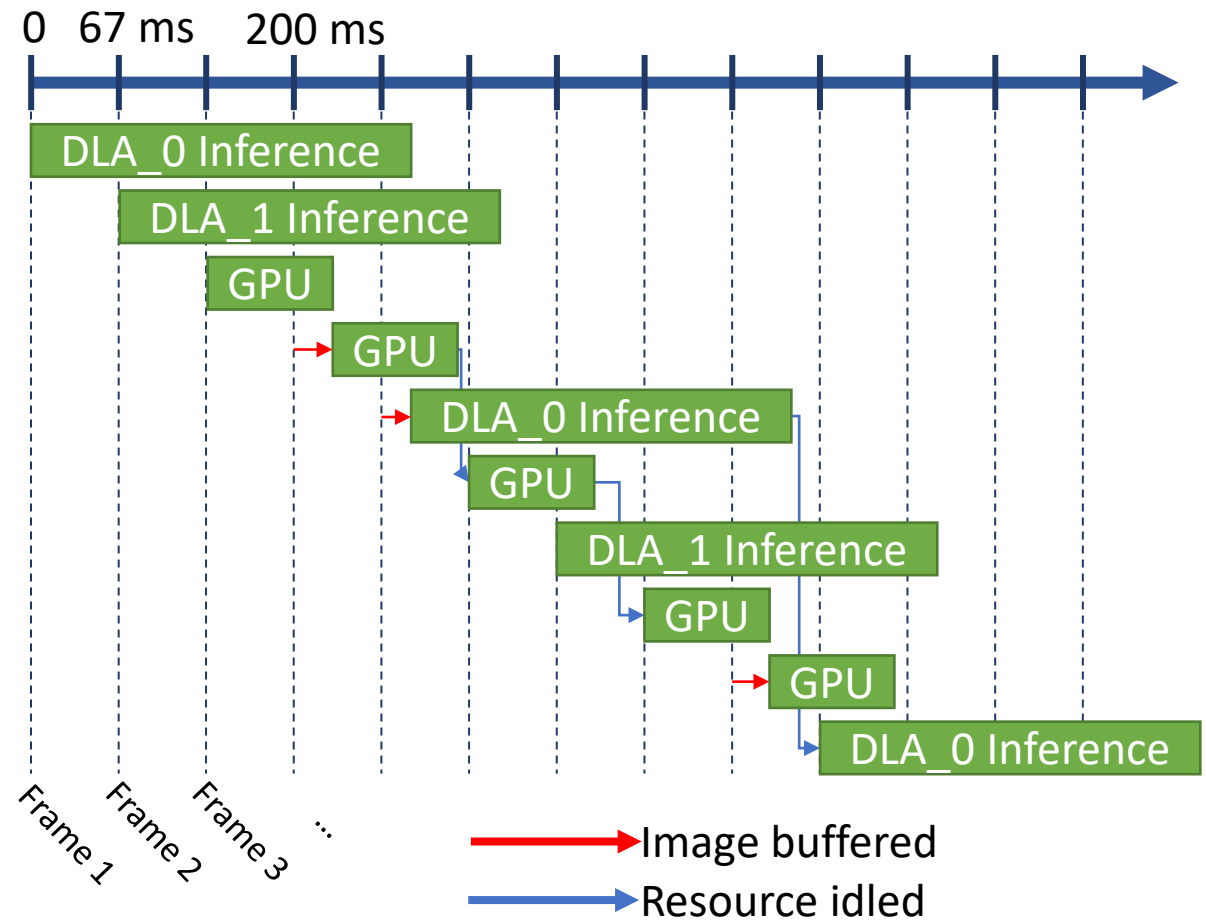 0 67 ms 200 ms
DLA_0 Inference
DLA_1 Inference
GPU
GPU
DLA_0 Inference
GPU
DLA_1 Inference
GPU
GPU
DLA_0 Inference
Frame 1
Frame 2
Frame 3
...
Image buffered
Resource idled